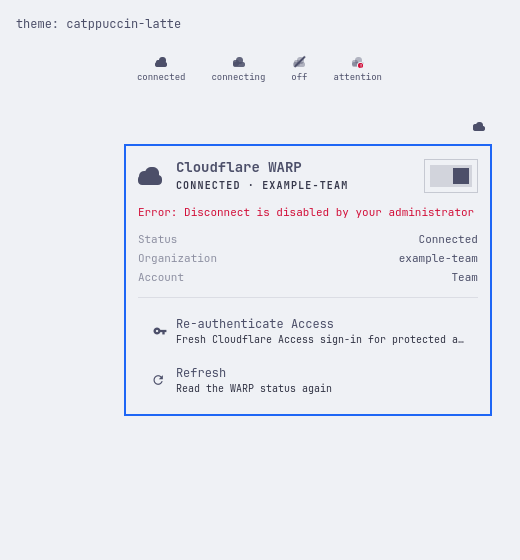 theme: catppuccin-latte
connected connecting off attention
Cloudflare WARP
CONNECTED · EXAMPLE-TEAM
Error: Disconnect is disabled by your administrator
Status Connected
Organization example-team
Account Team
Re-authenticate Access
Fresh Cloudflare Access sign-in for protected a…
Refresh
Read the WARP status again